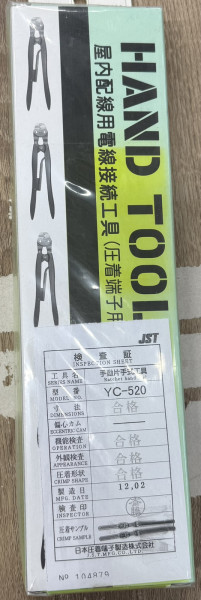 HAND TOOL
屋内配線用電線接続工具(圧着端子用
JST
検査証
INSPECTION SHEET
工具名 手動片手式工具
SERIES NAME Ratchet hand
型番 YC-520
MODEL NO.
寸法 合格
DIMENSIONS
偏心カム —
ECCENTRIC CAM
機能検査 合格
OPERATION
外観検査 合格
APPEARANCE
圧着形状 合格
CRIMP SHAPE
製造日 12.02
MFG. DATE
検査印
INSPECTOR
圧着サンプル
CRIMP SAMPLE
日本圧着端子製造株式会社
J.S.T.MFG.CO.,LTD.
No 104879